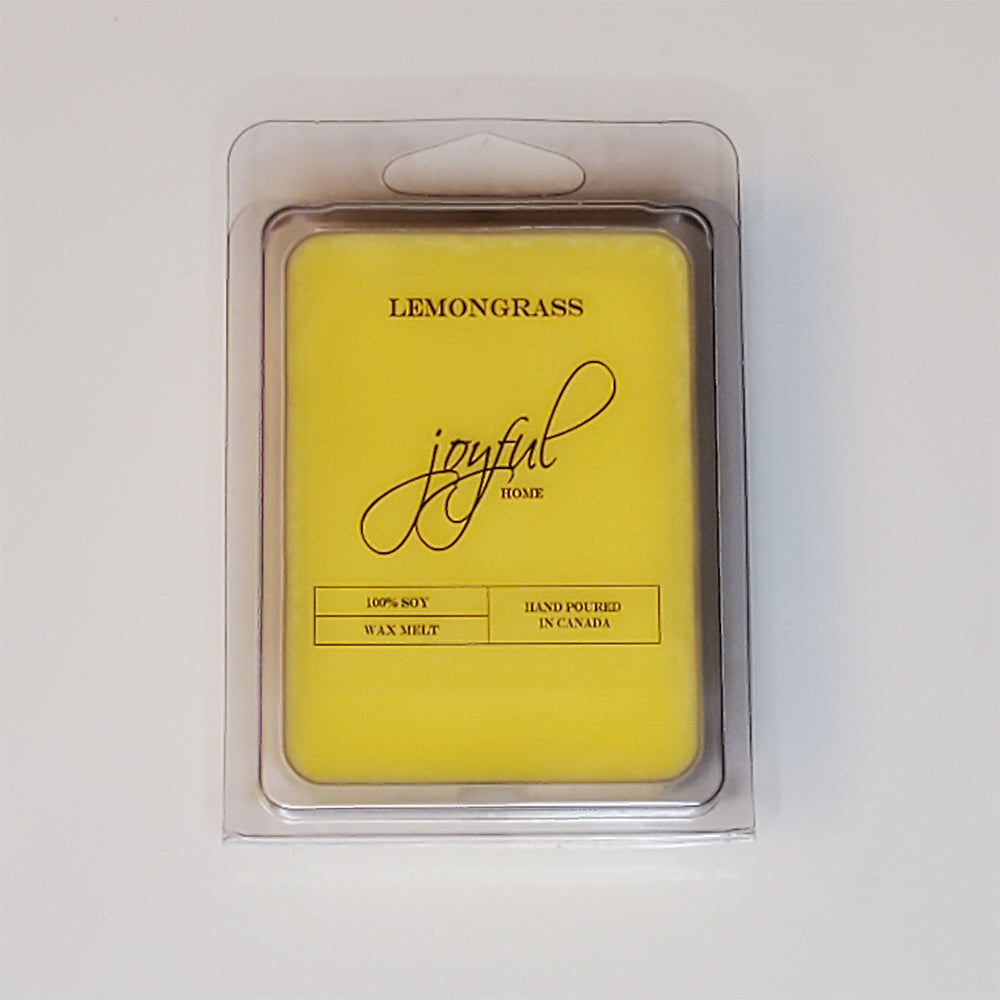 LEMONGRASS
joyful
HOME
100% SOY
WAX MELT
HAND POURED
IN CANADA